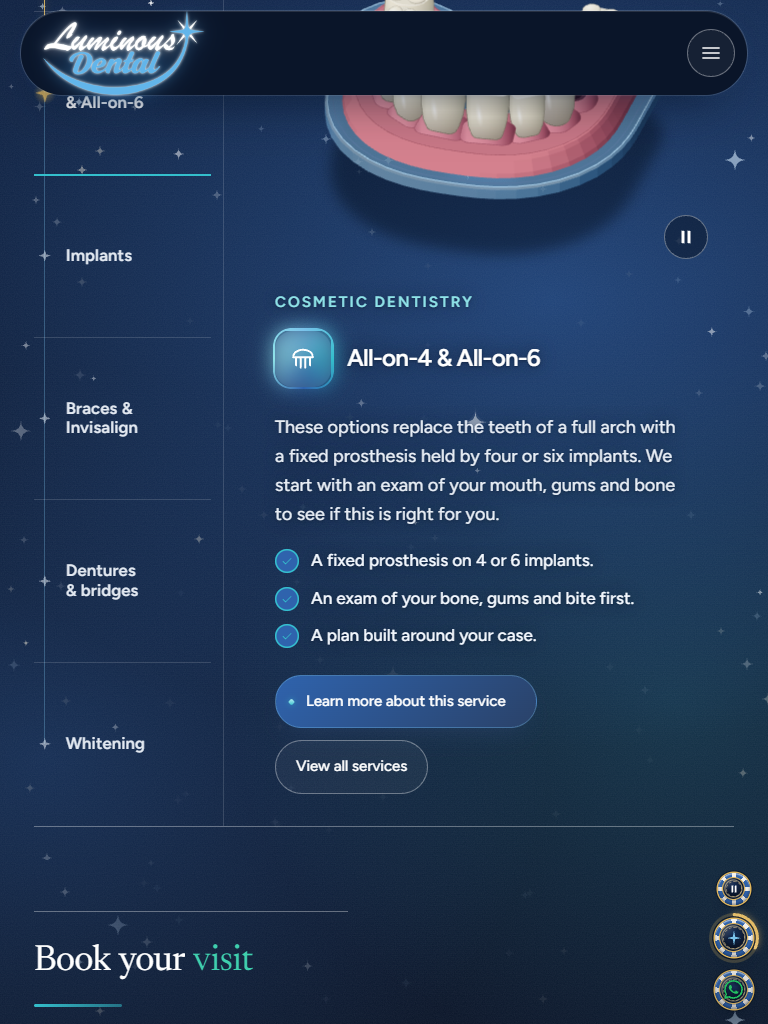 Luminous
Dental
& All-on-6
Implants
Braces &
Invisalign
Dentures
& bridges
Whitening
COSMETIC DENTISTRY
All-on-4 & All-on-6
These options replace the teeth of a full arch with
a fixed prosthesis held by four or six implants. We
start with an exam of your mouth, gums and bone
to see if this is right for you.
A fixed prosthesis on 4 or 6 implants.
An exam of your bone, gums and bite first.
A plan built around your case.
Learn more about this service
View all services
Book your visit